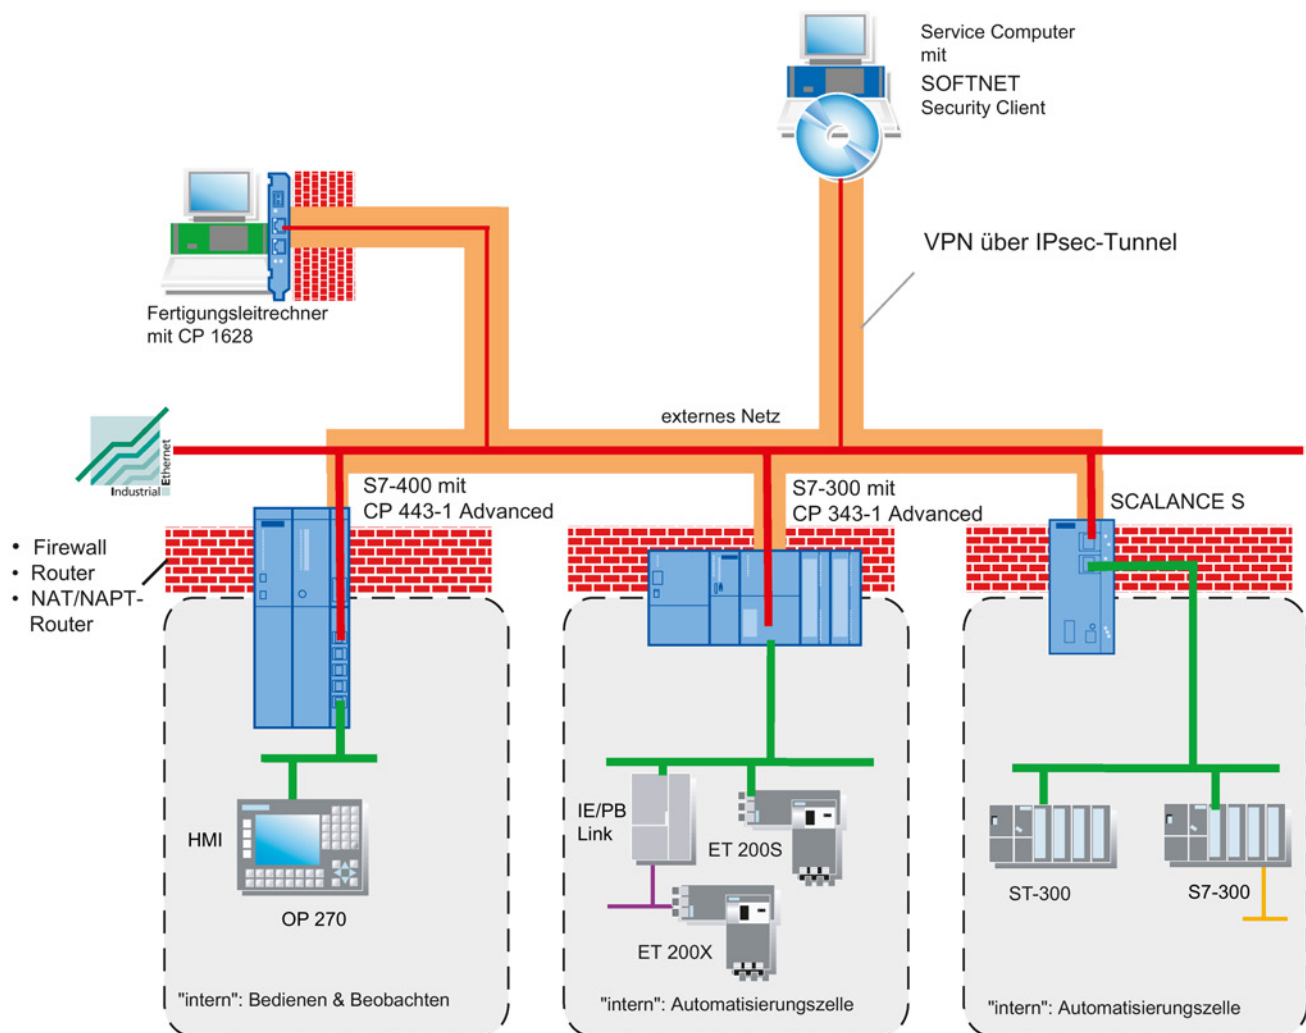 Service Computer
mit
SOFTNET
Security Client
VPN über IPsec-Tunnel
Fertigungsleitrechner
mit CP 1628
externes Netz
Industrial Ethernet
S7-400 mit
CP 443-1 Advanced
S7-300 mit
CP 343-1 Advanced
SCALANCE S
• Firewall
• Router
• NAT/NAPT-
Router
HMI
OP 270
IE/PB
Link
ET 200S
ET 200X
ST-300
S7-300
"intern": Bedienen & Beobachten
"intern": Automatisierungszelle
"intern": Automatisierungszelle